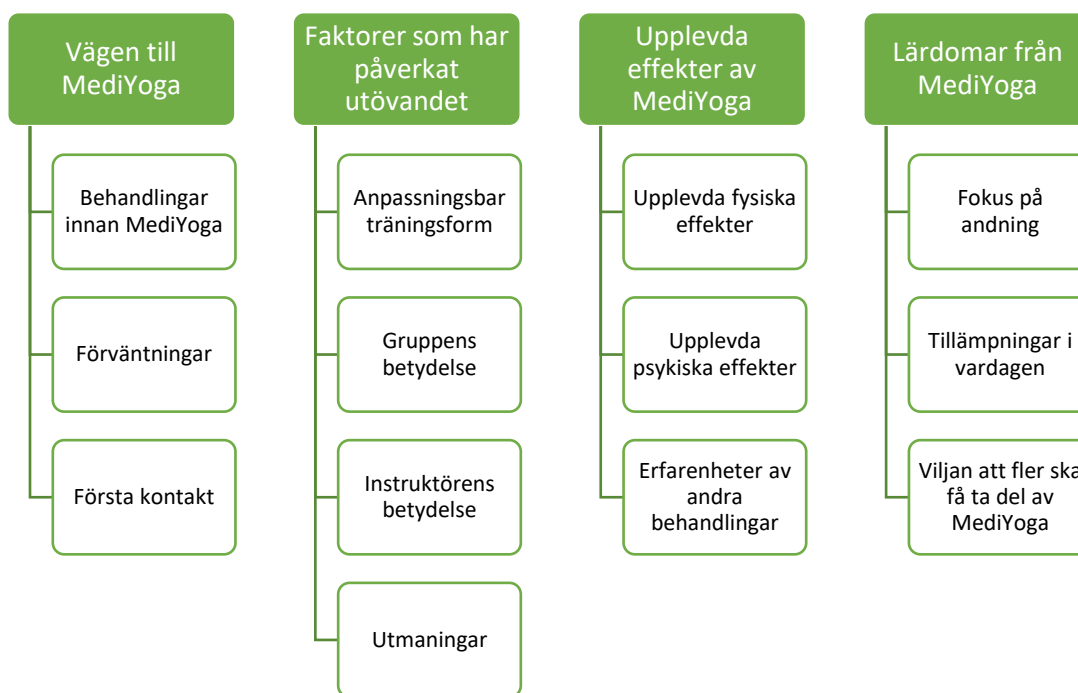 Vägen till
MediYoga
Behandlingar
innan MediYoga
Förväntningar
Första kontakt
Faktorer som har
påverkat
utövandet
Anpassningsbar
träningsform
Gruppens
betydelse
Instruktörens
betydelse
Utmaningar
Upplevda
effekter av
MediYoga
Upplevda fysiska
effekter
Upplevda
psykiska effekter
Erfarenheter av
andra
behandlingar
Lärdomar från
MediYoga
Fokus på
andning
Tillämpningar i
vardagen
Viljan att fler ska
få ta del av
MediYoga